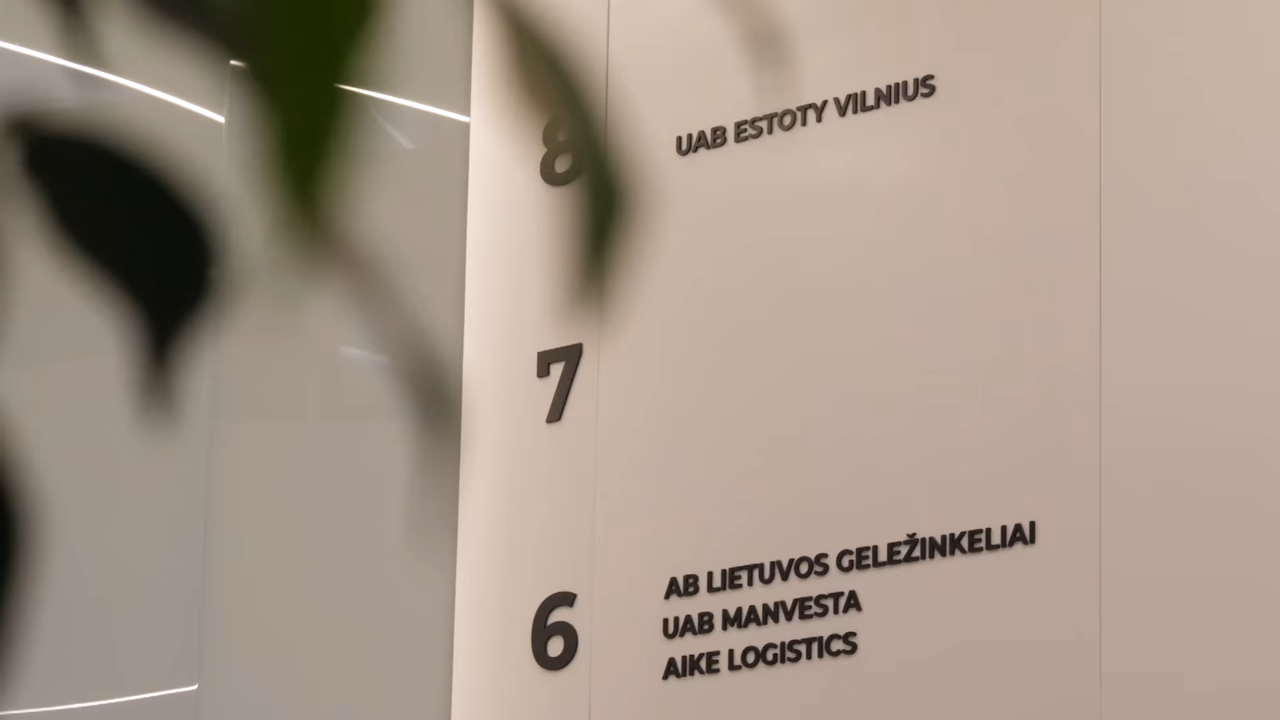 8
UAB ESTOTY VILNIUS
7
6
AB LIETUVOS GELEŽINKELIAI
UAB MANVESTA
AIKE LOGISTICS